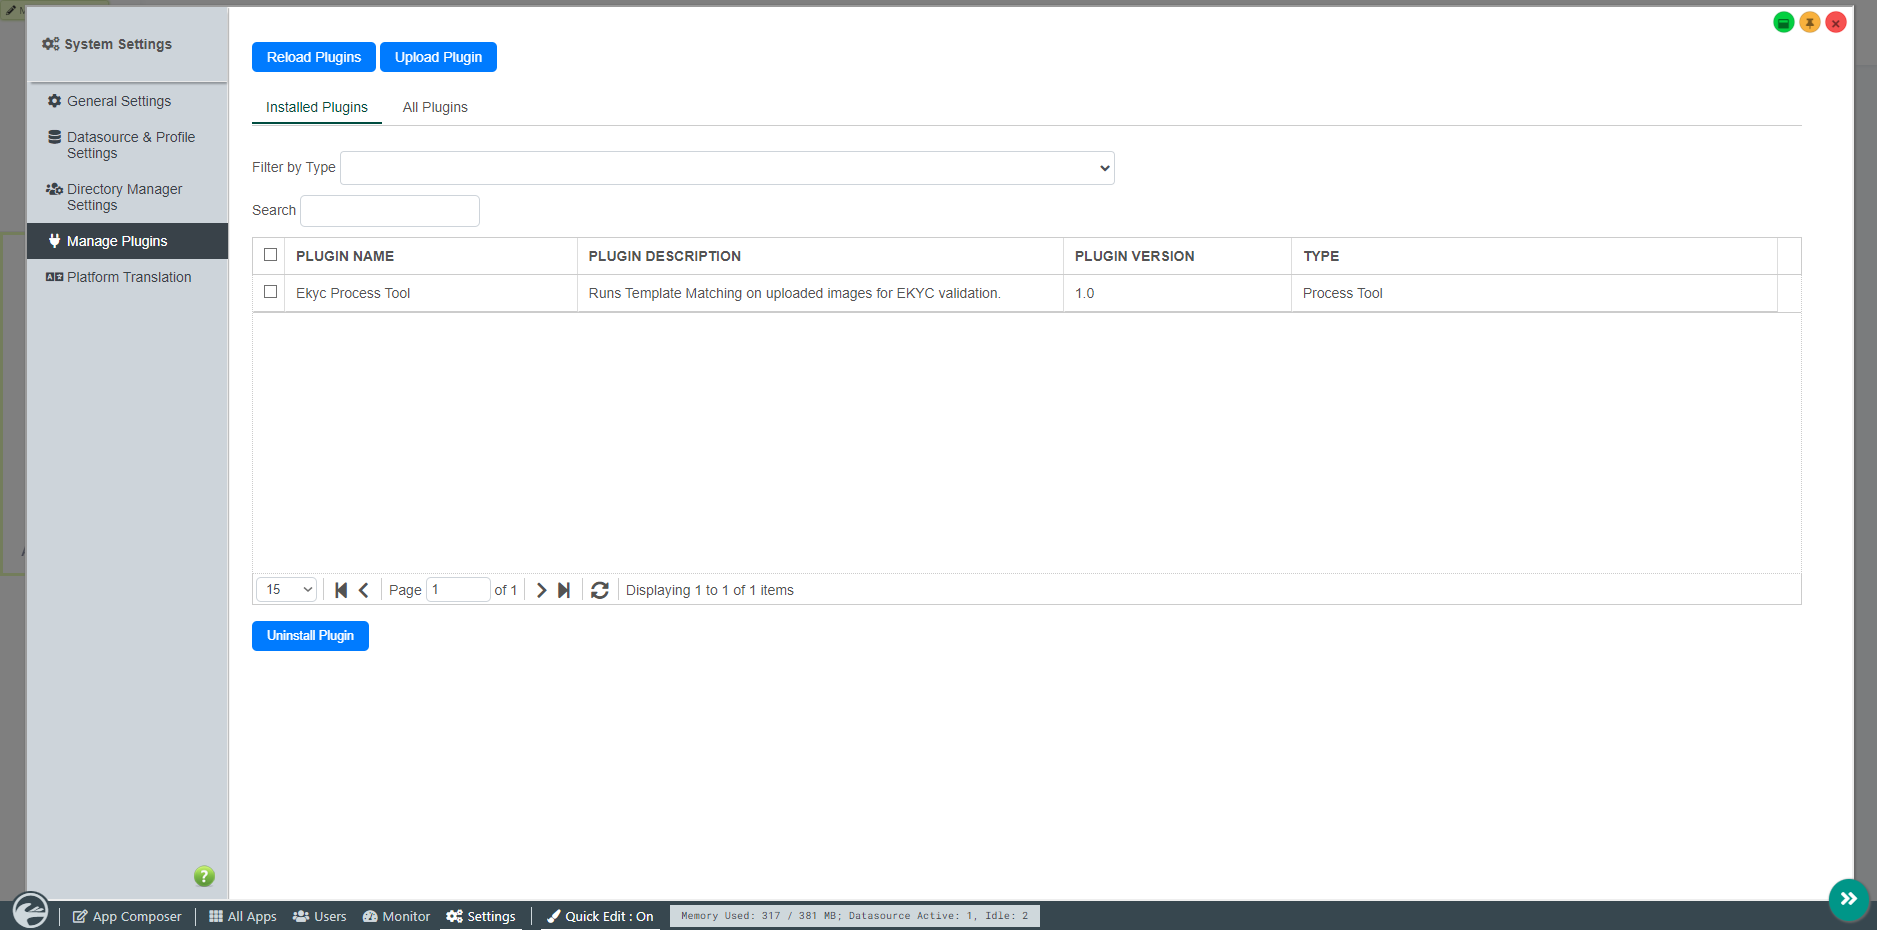 System Settings
General Settings
Datasource & Profile
Settings
Directory Manager
Settings
Manage Plugins
Platform Translation
Reload Plugins
Upload Plugin
Installed Plugins
All Plugins
Filter by Type
Search
PLUGIN NAME
PLUGIN DESCRIPTION
PLUGIN VERSION
TYPE
Ekyc Process Tool
Runs Template Matching on uploaded images for EKYC validation.
1.0
Process Tool
15
Page 1 of 1
Displaying 1 to 1 of 1 items
Uninstall Plugin
App Composer
All Apps
Users
Monitor
Settings
Quick Edit : On
Memory Used: 317 / 381 MB; Datasource Active: 1, Idle: 2